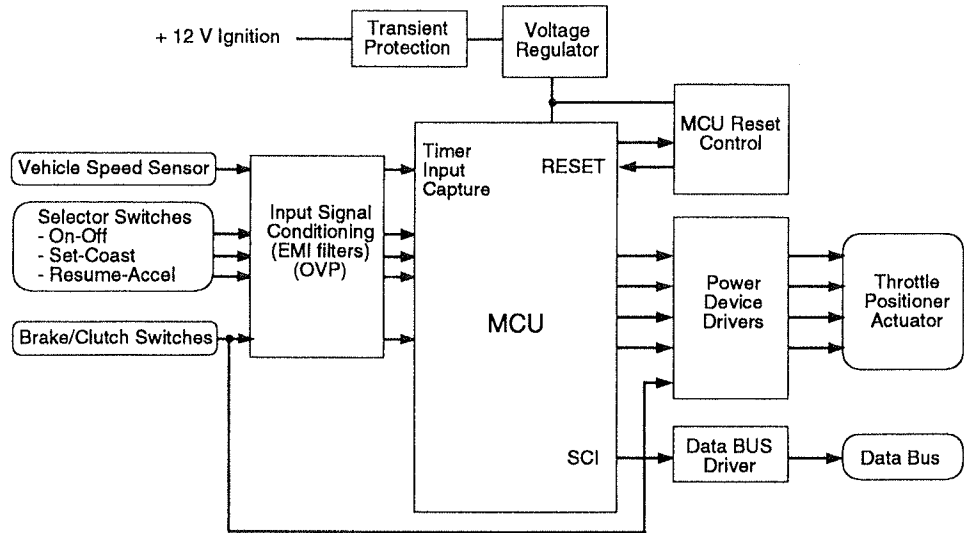 + 12 V Ignition
Transient
Protection
Voltage
Regulator
MCU Reset
Control
Vehicle Speed Sensor
Selector Switches
- On-Off
- Set-Coast
- Resume-Accel
Brake/Clutch Switches
Input Signal
Conditioning
(EMI filters)
(OVP)
Timer
Input
Capture
RESET
MCU
SCI
Power
Device
Drivers
Throttle
Positioner
Actuator
Data BUS
Driver
Data Bus